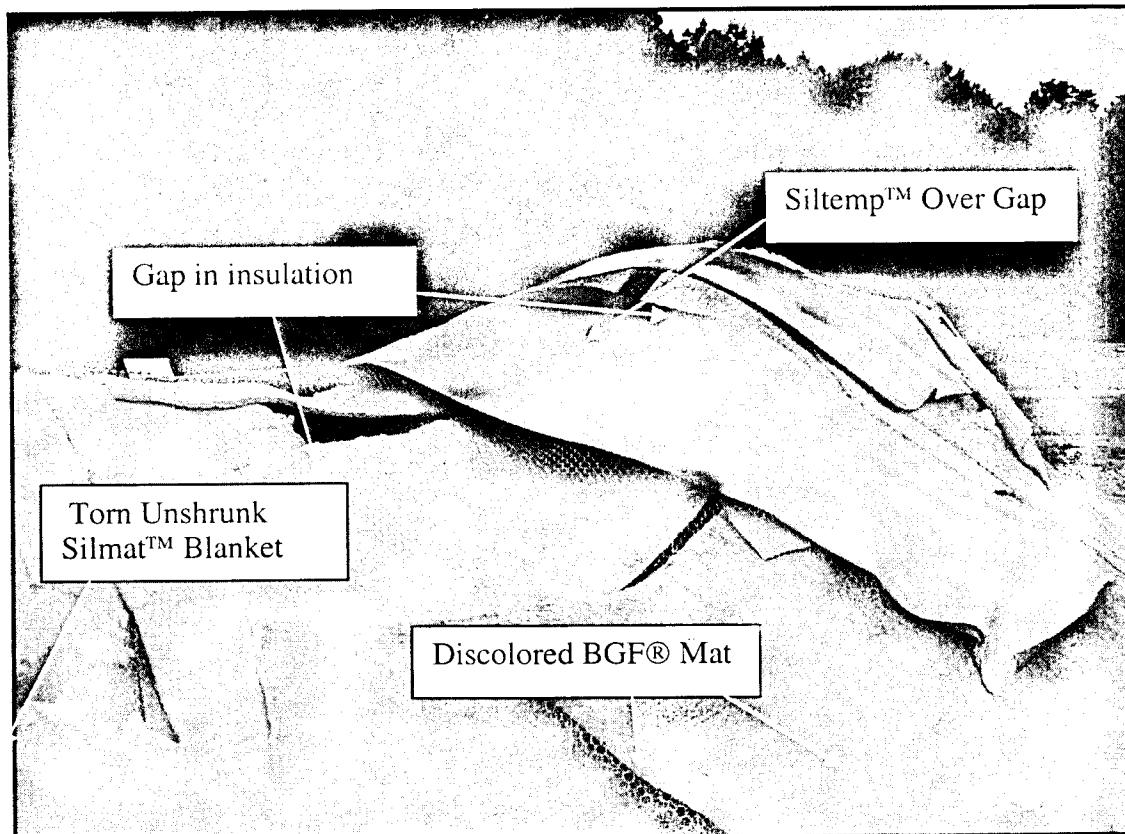 Siltemp™ Over Gap
Gap in insulation
Torn Unshrunk
Silmat™ Blanket
Discolored BGF® Mat